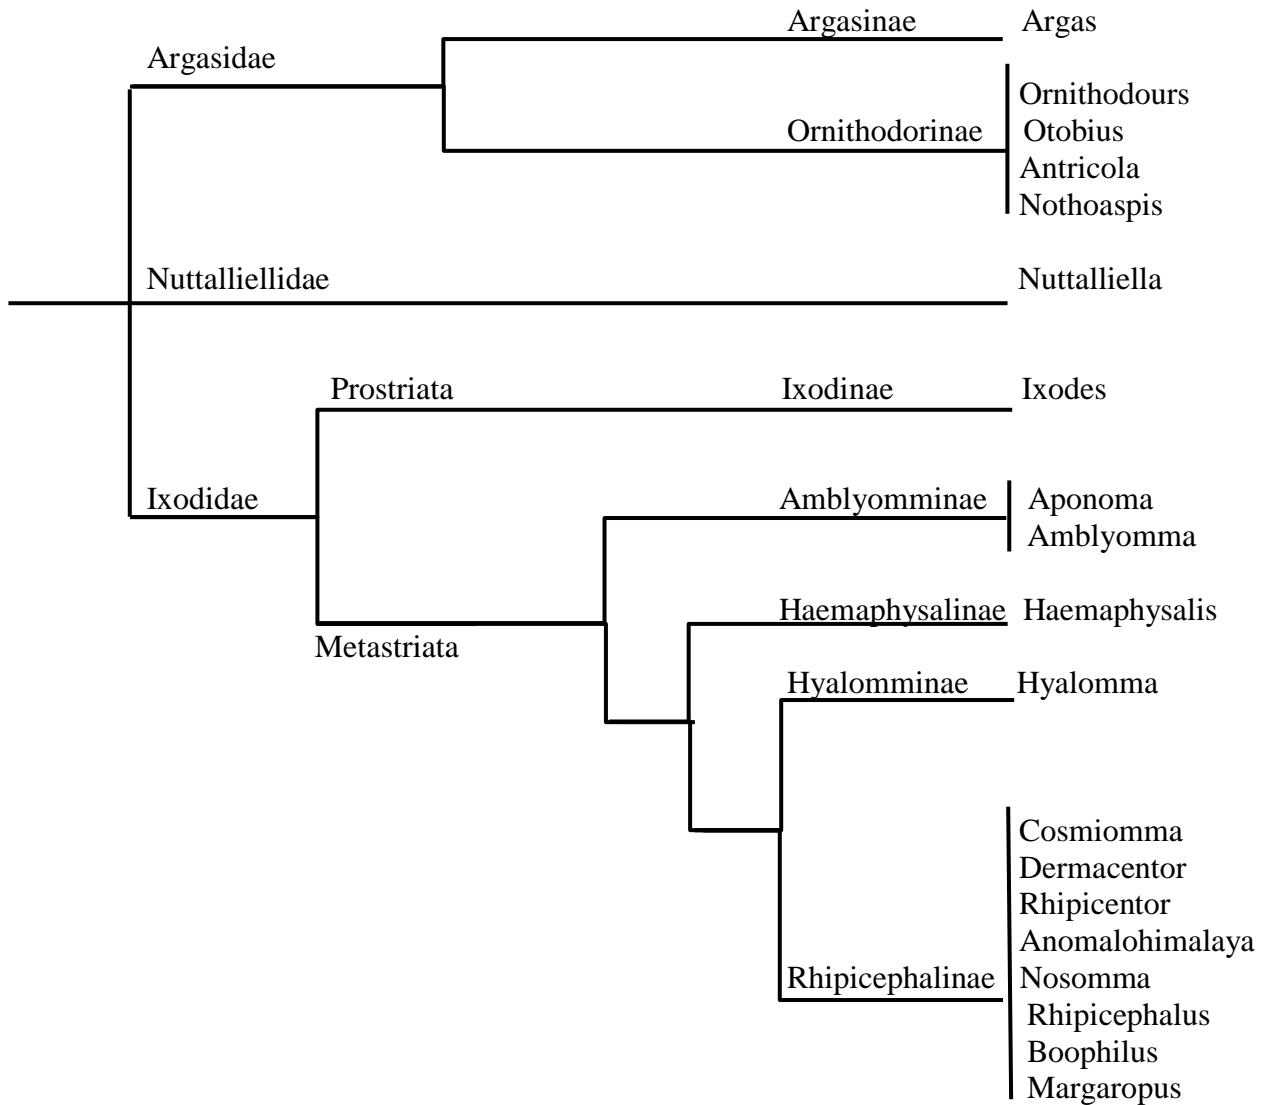 Argasinae Argas
Argasidae
Ornithodours
Ornithodorinae Otobius
Antricola
Nothoaspis
Nuttalliellidae Nuttalliella
Prostriata Ixodinae Ixodes
Ixodidae Amblyomminae Aponoma
Amblyomma
Haemaphysalinae Haemaphysalis
Metastriata
Hyalomminae Hyalomma
Cosmiomma
Dermacentor
Rhipicentor
Anomalohimalaya
Rhipicephalinae Nosomma
Rhipicephalus
Boophilus
Margaropus